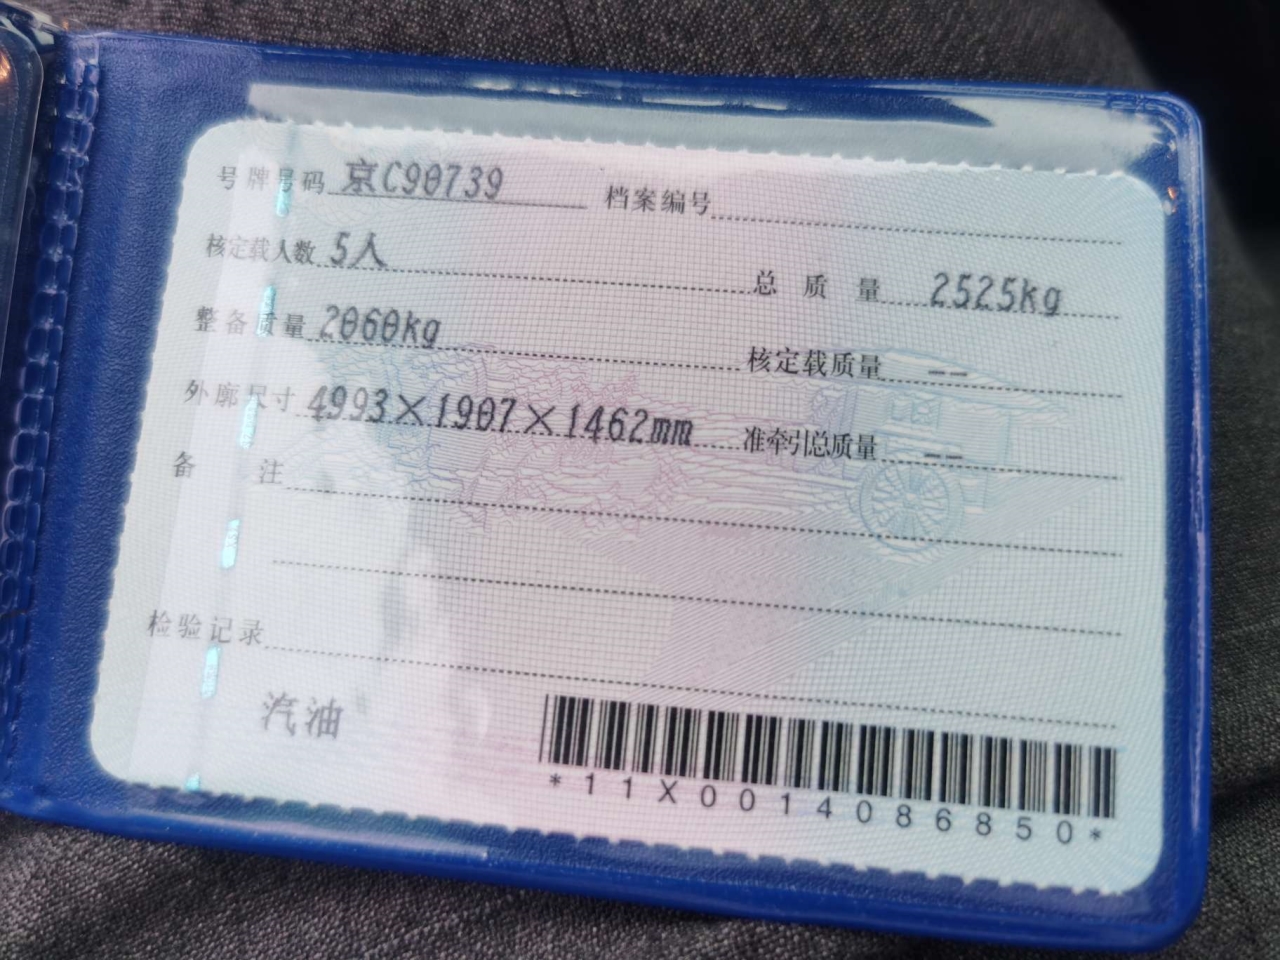 号牌号码 京C90739 档案编号
核定载人数 5人 总质量 2525kg
整备质量 2060kg 核定载质量 --
外廓尺寸 4993×1907×1462mm 准牵引总质量 --
备注
检验记录
汽油
*11X0014086850*